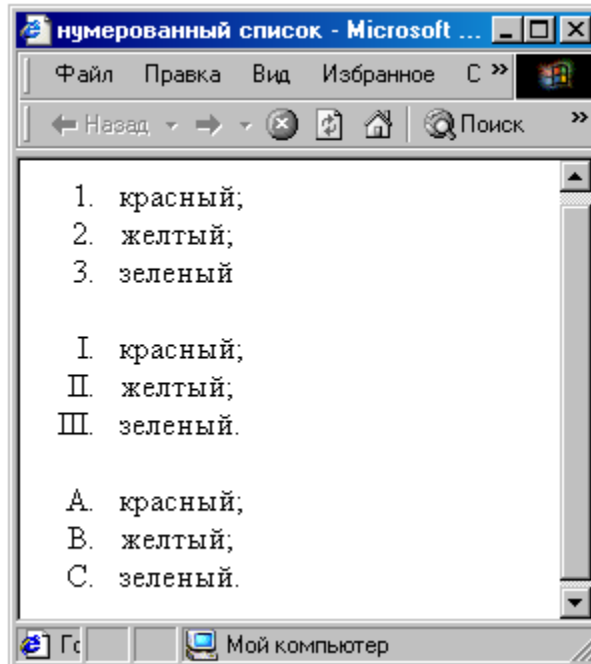 нумерованный список - Microsoft ...
Файл Правка Вид Избранное С »
Назад Поиск »
1. красный;
2. желтый;
3. зеленый
I. красный;
II. желтый;
III. зеленый.
A. красный;
B. желтый;
C. зеленый.
Гс Мой компьютер